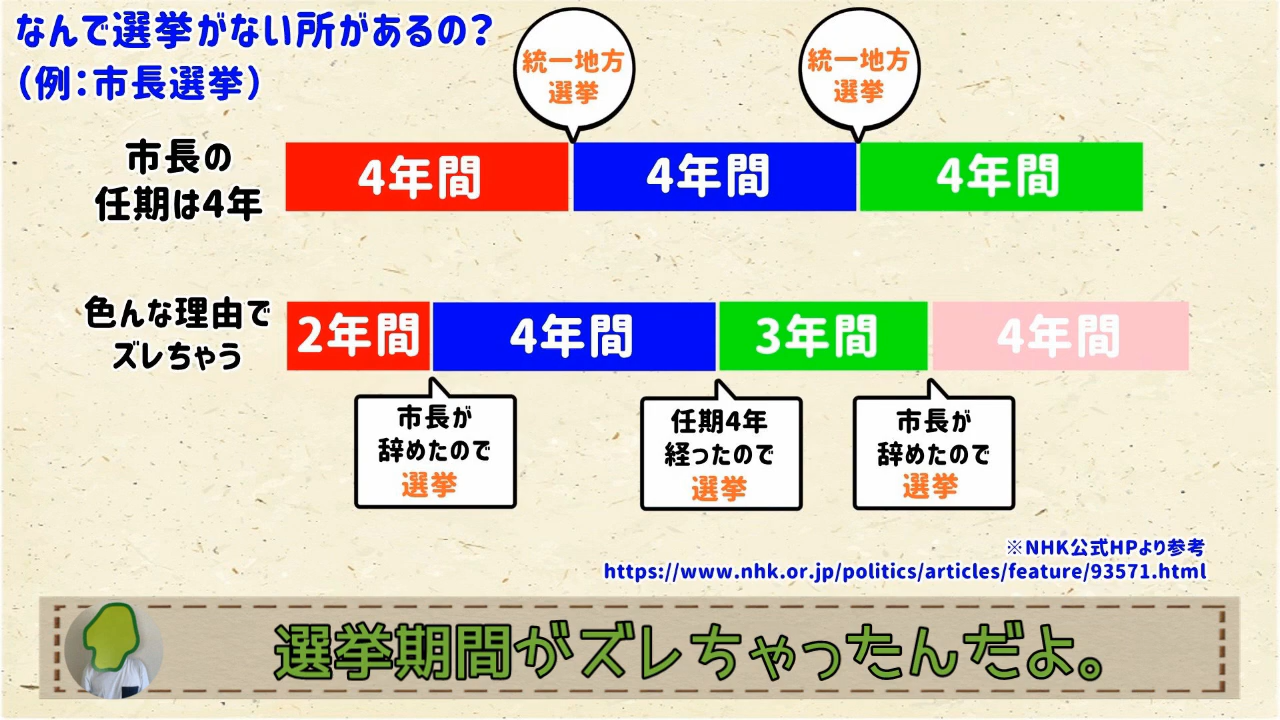 なんで選挙がない所があるの？
（例：市長選挙）
統一地方
選挙
統一地方
選挙
市長の
任期は4年
4年間
4年間
4年間
色んな理由で
ズレちゃう
2年間
4年間
3年間
4年間
市長が
辞めたので
選挙
任期4年
経ったので
選挙
市長が
辞めたので
選挙
※NHK公式HPより参考
https://www.nhk.or.jp/politics/articles/feature/93571.html
選挙期間がズレちゃったんだよ。